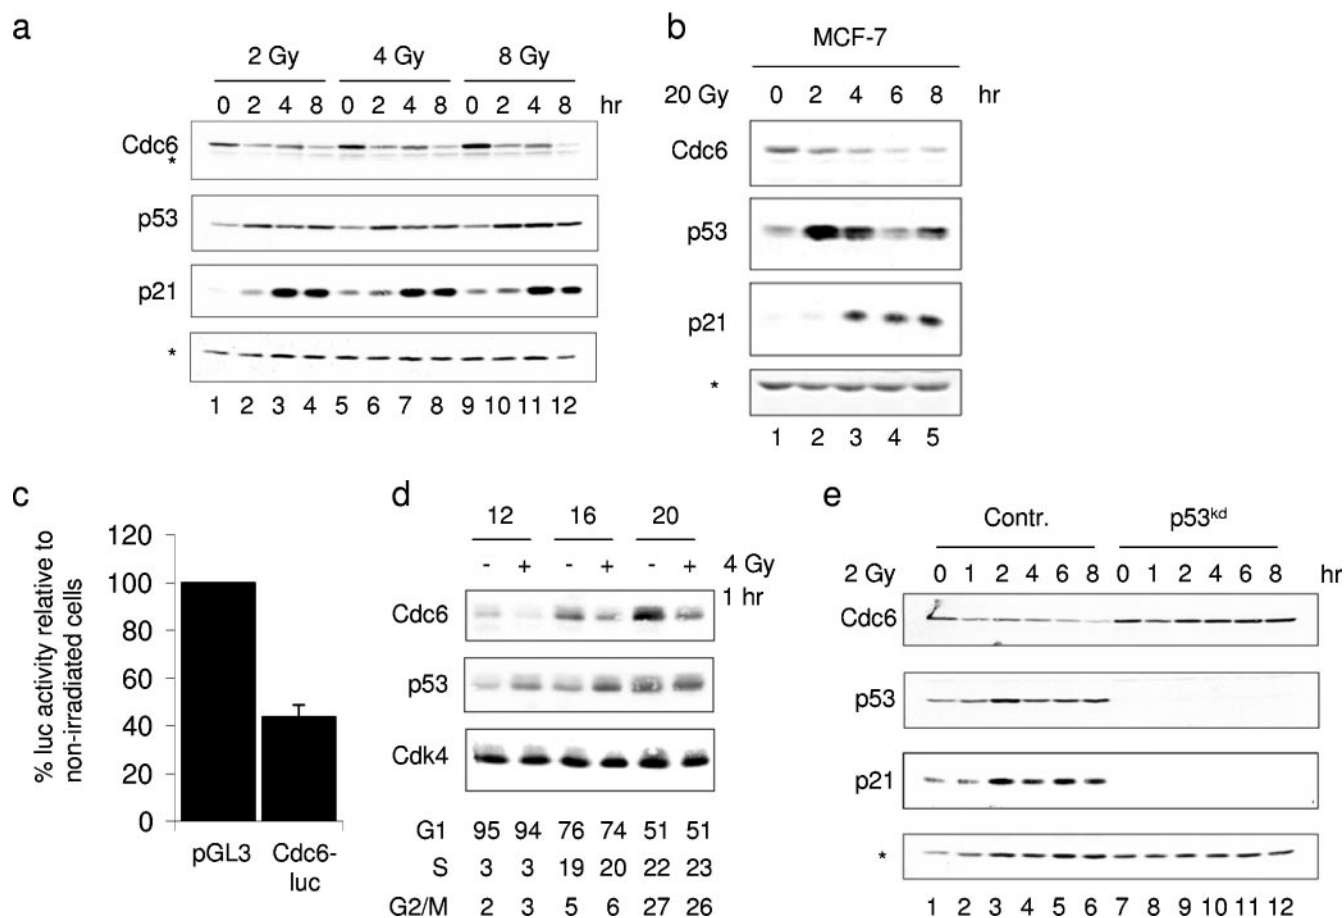 a
2 Gy 4 Gy 8 Gy
0 2 4 8 0 2 4 8 0 2 4 8 hr
Cdc6
*
p53
p21
*
1 2 3 4 5 6 7 8 9 10 11 12
b
MCF-7
20 Gy 0 2 4 6 8 hr
Cdc6
p53
p21
*
1 2 3 4 5
c
% luc activity relative to
non-irradiated cells
120
100
80
60
40
20
0
pGL3 Cdc6-
luc
d
12 16 20
- + - + - + 4 Gy
1 hr
Cdc6
p53
Cdk4
G1 95 94 76 74 51 51
S 3 3 19 20 22 23
G2/M 2 3 5 6 27 26
e
Contr. p53kd
2 Gy 0 1 2 4 6 8 0 1 2 4 6 8 hr
Cdc6
p53
p21
*
1 2 3 4 5 6 7 8 9 10 11 12